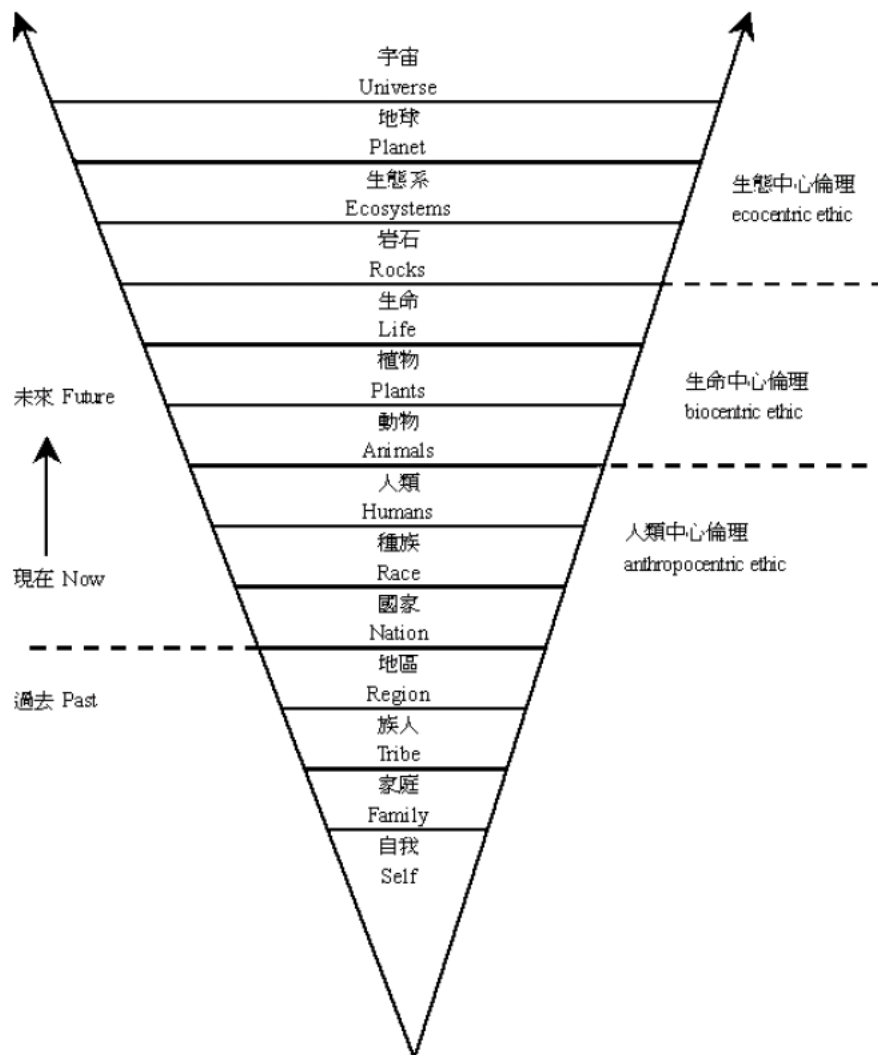 宇宙
Universe
地球
Planet
生態系
Ecosystems
岩石
Rocks
生命
Life
植物
Plants
動物
Animals
人類
Humans
種族
Race
國家
Nation
地區
Region
族人
Tribe
家庭
Family
自我
Self
生態中心倫理
ecocentric ethic
生命中心倫理
biocentric ethic
人類中心倫理
anthropocentric ethic
未來 Future
現在 Now
過去 Past